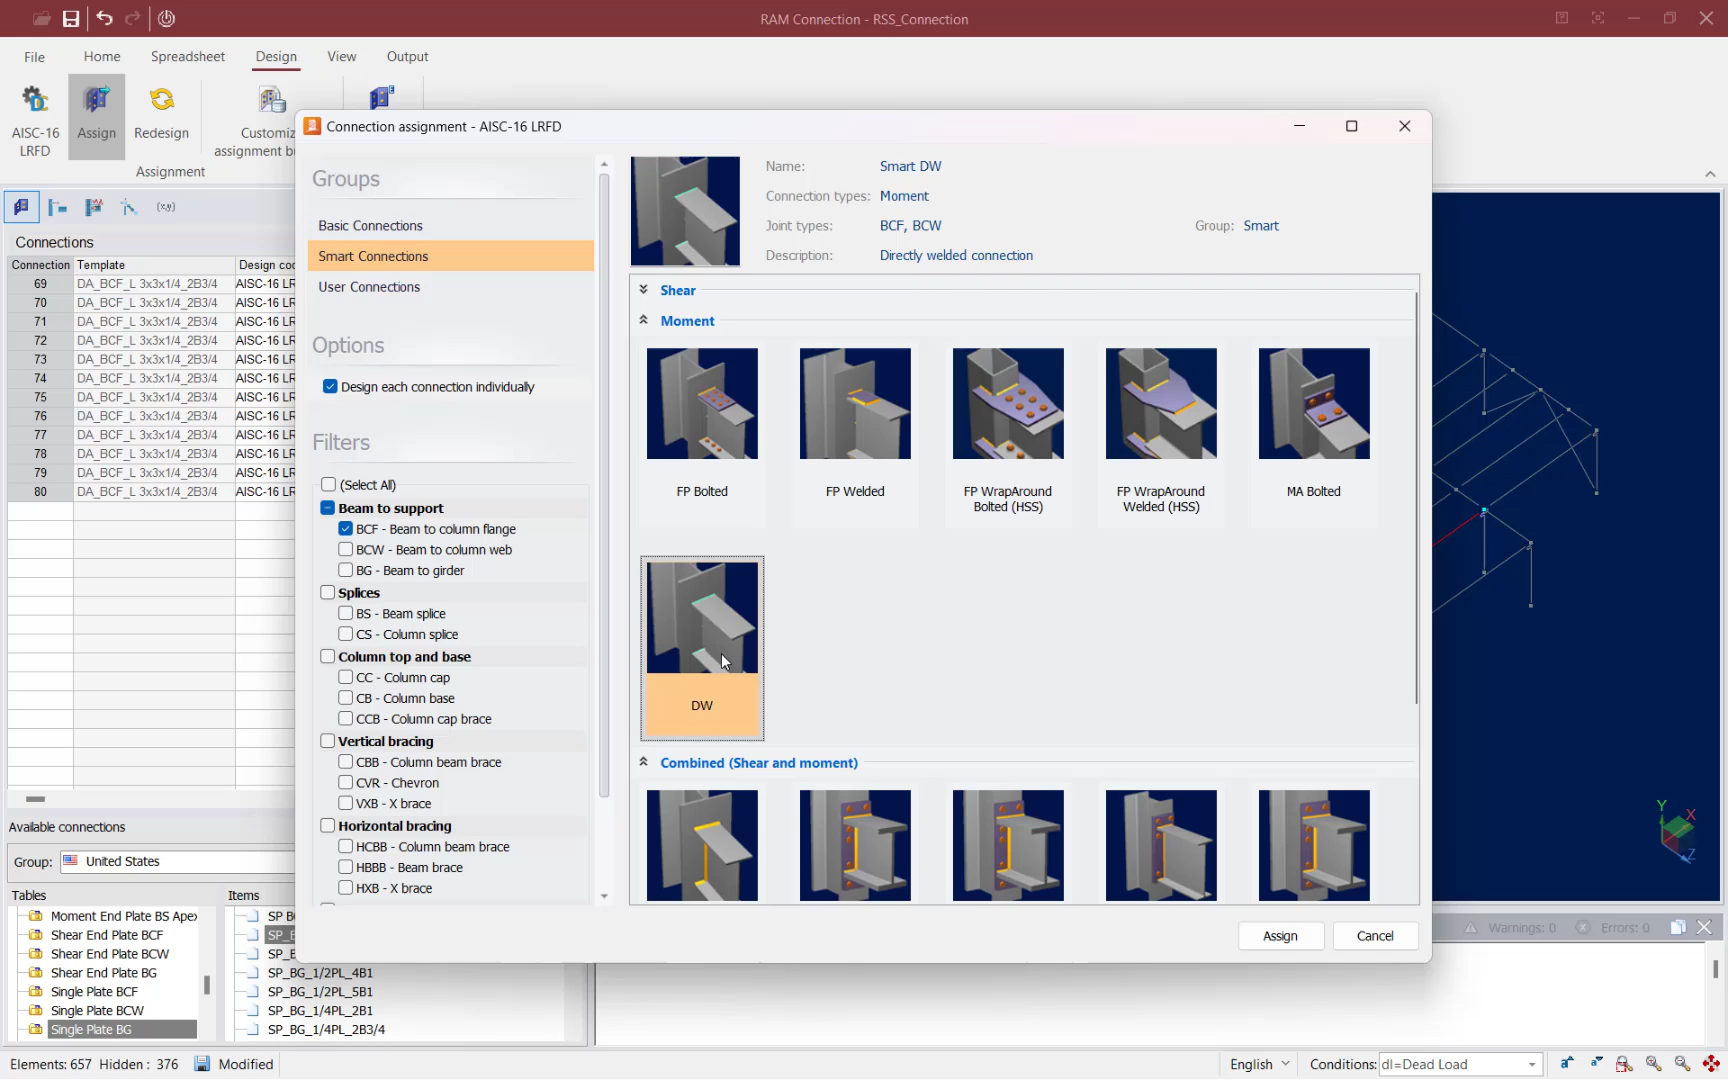 RAM Connection - RSS_Connection
File
Home
Spreadsheet
Design
View
Output
AISC-16
LRFD
Assign
Redesign
Customiz
assignment bu
Assignment
(x,y)
Connections
Connection
Template
Design co
69
DA_BCF_L 3x3x1/4_2B3/4
AISC-16 LR
70
DA_BCF_L 3x3x1/4_2B3/4
AISC-16 LR
71
DA_BCF_L 3x3x1/4_2B3/4
AISC-16 LR
72
DA_BCF_L 3x3x1/4_2B3/4
AISC-16 LR
73
DA_BCF_L 3x3x1/4_2B3/4
AISC-16 LR
74
DA_BCF_L 3x3x1/4_2B3/4
AISC-16 LR
75
DA_BCF_L 3x3x1/4_2B3/4
AISC-16 LR
76
DA_BCF_L 3x3x1/4_2B3/4
AISC-16 LR
77
DA_BCF_L 3x3x1/4_2B3/4
AISC-16 LR
78
DA_BCF_L 3x3x1/4_2B3/4
AISC-16 LR
79
DA_BCF_L 3x3x1/4_2B3/4
AISC-16 LR
80
DA_BCF_L 3x3x1/4_2B3/4
AISC-16 LR
Available connections
Group:
United States
Tables
Items
Moment End Plate BS Apex
Shear End Plate BCF
Shear End Plate BCW
Shear End Plate BG
Single Plate BCF
Single Plate BCW
Single Plate BG
SP_BG_1/2PL_4B1
SP_BG_1/2PL_5B1
SP_BG_1/4PL_2B1
SP_BG_1/4PL_2B3/4
Connection assignment - AISC-16 LRFD
Groups
Basic Connections
Smart Connections
User Connections
Options
Design each connection individually
Filters
(Select All)
Beam to support
BCF - Beam to column flange
BCW - Beam to column web
BG - Beam to girder
Splices
BS - Beam splice
CS - Column splice
Column top and base
CC - Column cap
CB - Column base
CCB - Column cap brace
Vertical bracing
CBB - Column beam brace
CVR - Chevron
VXB - X brace
Horizontal bracing
HCBB - Column beam brace
HBBB - Beam brace
HXB - X brace
Name:
Smart DW
Connection types:
Moment
Joint types:
BCF, BCW
Group:
Smart
Description:
Directly welded connection
Shear
Moment
FP Bolted
FP Welded
FP WrapAround
Bolted (HSS)
FP WrapAround
Welded (HSS)
MA Bolted
DW
Combined (Shear and moment)
Assign
Cancel
Y
X
Z
Warnings: 0
Errors: 0
Elements: 657
Hidden : 376
Modified
English
Conditions:
dl=Dead Load